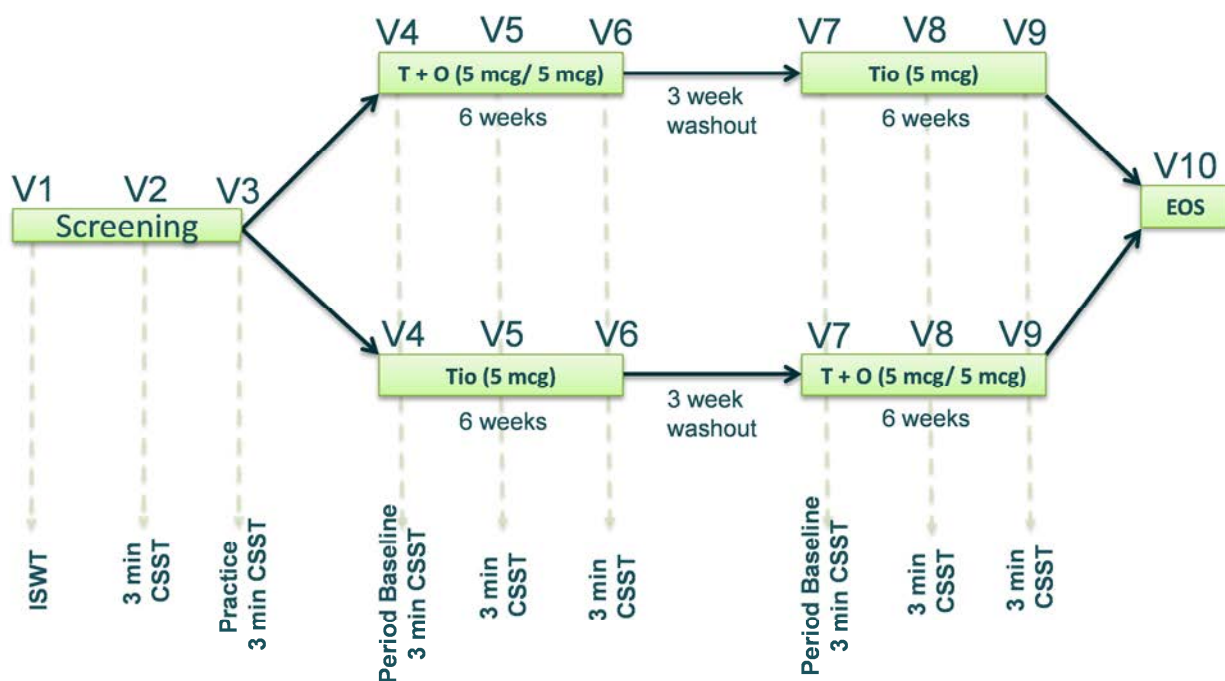 V4
V5
V6
T + O (5 mcg/ 5 mcg)
6 weeks
3 week
washout
V7
V8
V9
Tio (5 mcg)
6 weeks
V1
V2
V3
Screening
V10
EOS
V4
V5
V6
Tio (5 mcg)
6 weeks
3 week
washout
V7
V8
V9
T + O (5 mcg/ 5 mcg)
6 weeks
ISWT
3 min
CSST
Practice
3 min CSST
Period Baseline
3 min CSST
3 min
CSST
3 min
CSST
Period Baseline
3 min CSST
3 min
CSST
3 min
CSST